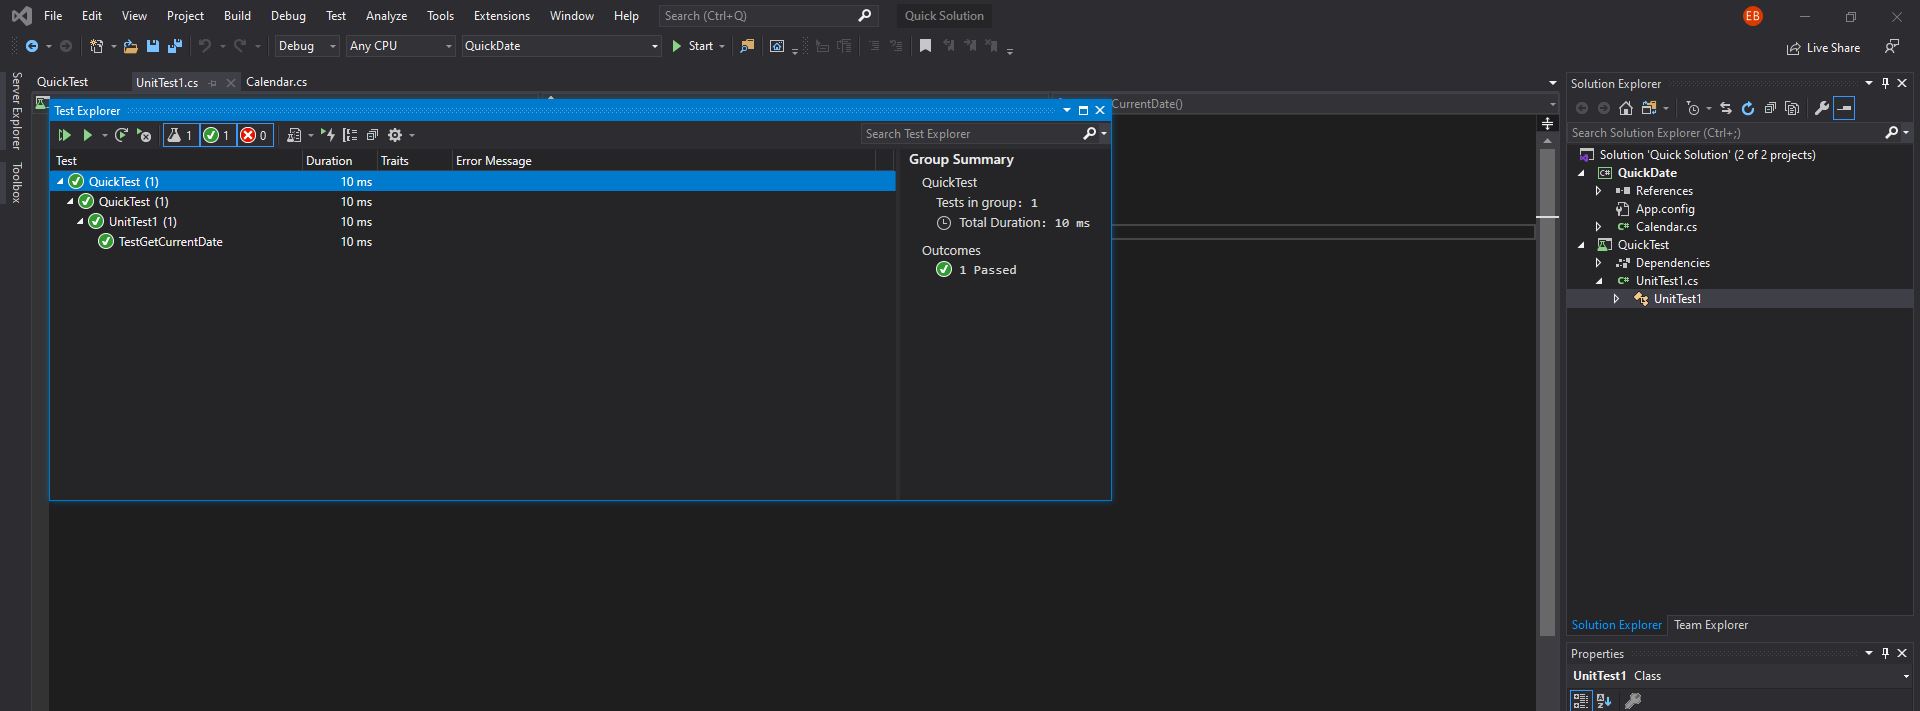 File Edit View Project Build Debug Test Analyze Tools Extensions Window Help Search (Ctrl+Q) Quick Solution EB
Debug Any CPU QuickDate Start Live Share
Server Explorer
Toolbox
QuickTest UnitTest1.cs Calendar.cs
CurrentDate()
Test Explorer
1 1 0 Search Test Explorer
Test Duration Traits Error Message
QuickTest (1) 10 ms
QuickTest (1) 10 ms
UnitTest1 (1) 10 ms
TestGetCurrentDate 10 ms
Group Summary
QuickTest
Tests in group: 1
Total Duration: 10 ms
Outcomes
1 Passed
Solution Explorer
Search Solution Explorer (Ctrl+;)
Solution 'Quick Solution' (2 of 2 projects)
C# QuickDate
References
App.config
C# Calendar.cs
QuickTest
Dependencies
C# UnitTest1.cs
UnitTest1
Solution Explorer Team Explorer
Properties
UnitTest1 Class